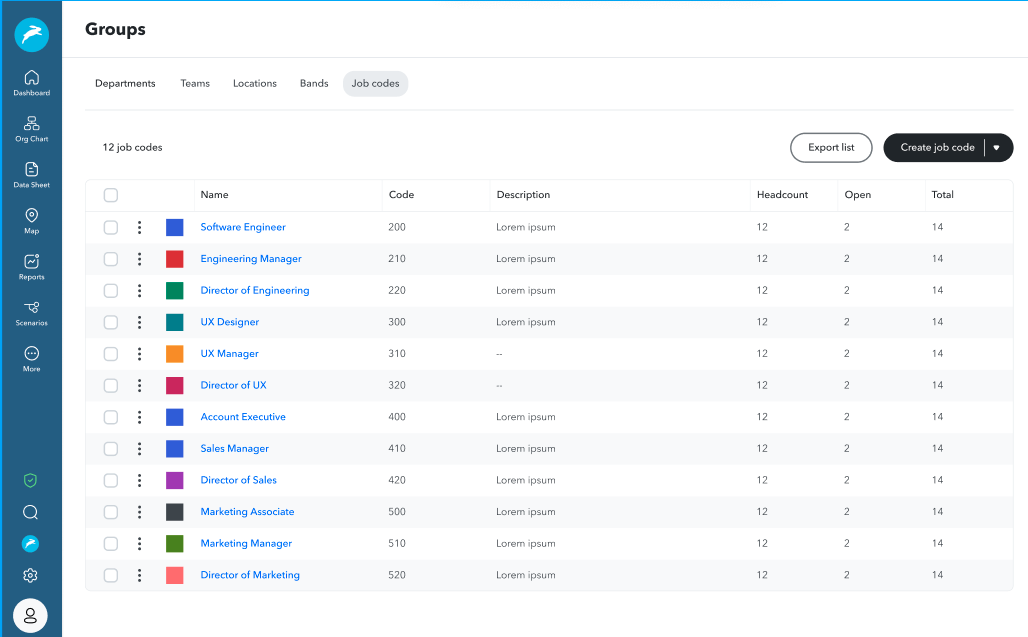 Groups
Dashboard
Org Chart
Data Sheet
Map
Reports
Scenarios
More
Departments Teams Locations Bands Job codes
12 job codes Export list Create job code
Name Code Description Headcount Open Total
Software Engineer 200 Lorem ipsum 12 2 14
Engineering Manager 210 Lorem ipsum 12 2 14
Director of Engineering 220 Lorem ipsum 12 2 14
UX Designer 300 Lorem ipsum 12 2 14
UX Manager 310 -- 12 2 14
Director of UX 320 -- 12 2 14
Account Executive 400 Lorem ipsum 12 2 14
Sales Manager 410 Lorem ipsum 12 2 14
Director of Sales 420 Lorem ipsum 12 2 14
Marketing Associate 500 Lorem ipsum 12 2 14
Marketing Manager 510 Lorem ipsum 12 2 14
Director of Marketing 520 Lorem ipsum 12 2 14